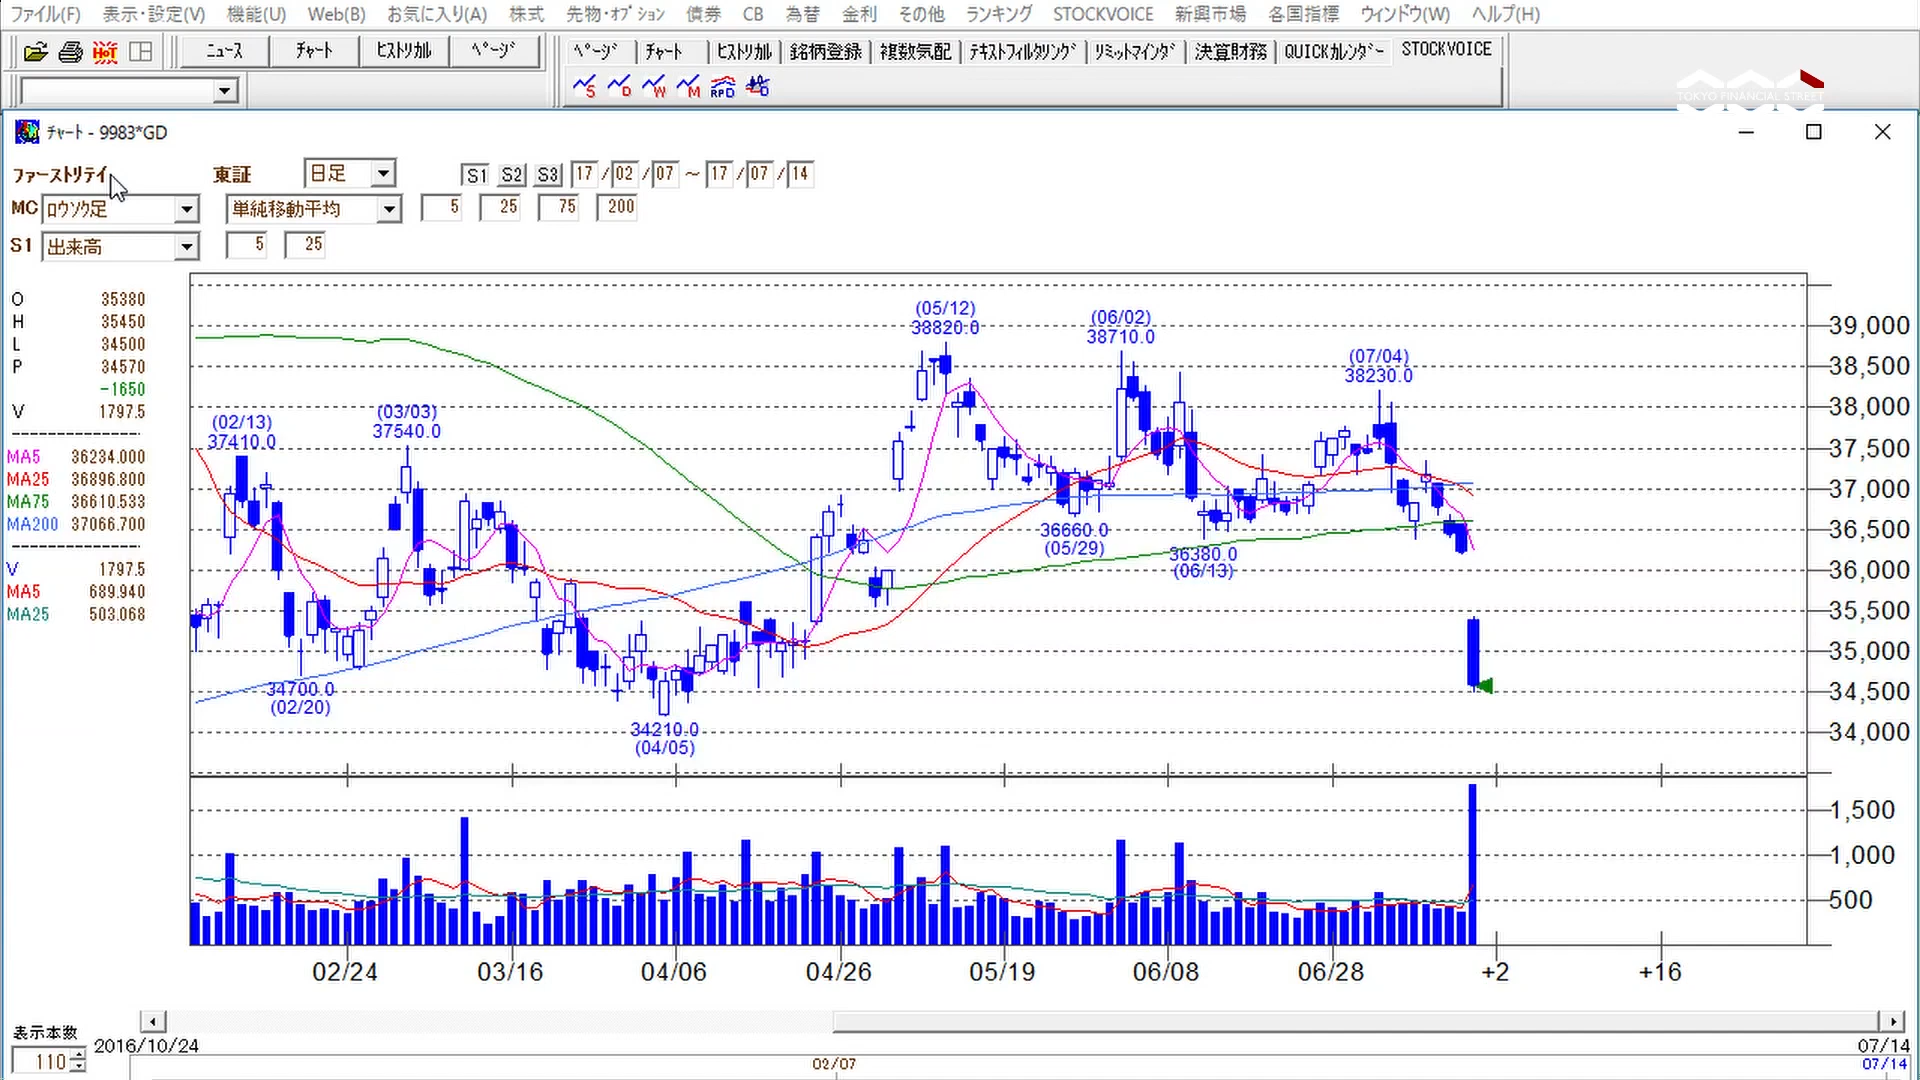 ファイル(F) 表示・設定(V) 機能(U) Web(B) お気に入り(A) 株式 先物・ｵﾌﾟｼｮﾝ 債券 CB 為替 金利 その他 ランキング STOCKVOICE 新興市場 各国指標 ウィンドウ(W) ヘルプ(H)
ﾆｭｰｽ ﾁｬｰﾄ ﾋｽﾄﾘｶﾙ ﾍﾟｰｼﾞ ﾍﾟｰｼﾞ ﾁｬｰﾄ ﾋｽﾄﾘｶﾙ 銘柄登録 複数気配 ﾃｷｽﾄﾌｨﾙﾀﾘﾝｸﾞ ﾘﾐｯﾄﾏｲﾝﾀﾞ 決算財務 QUICKｶﾚﾝﾀﾞｰ STOCKVOICE
HOT
S D W M RPD D
TOKYO FINANCIAL STREET
ﾁｬｰﾄ - 9983*GD
ファーストリテイ 東証 日足 S1 S2 S3 17 / 02 / 07 ～ 17 / 07 / 14
MC ﾛｳｿｸ足 単純移動平均 5 25 75 200
S1 出来高 5 25
O 35380
H 35450
L 34500
P 34570
-1650
V 1797.5
MA5 36234.000
MA25 36896.800
MA75 36610.533
MA200 37066.700
V 1797.5
MA5 689.940
MA25 503.068
(02/13)
37410.0
(03/03)
37540.0
(05/12)
38820.0
(06/02)
38710.0
(07/04)
38230.0
34700.0
(02/20)
34210.0
(04/05)
36660.0
(05/29)
36380.0
(06/13)
39,000
38,500
38,000
37,500
37,000
36,500
36,000
35,500
35,000
34,500
34,000
1,500
1,000
500
02/24 03/16 04/06 04/26 05/19 06/08 06/28 +2 +16
表示本数
110
2016/10/24 07/14
02/07 07/14